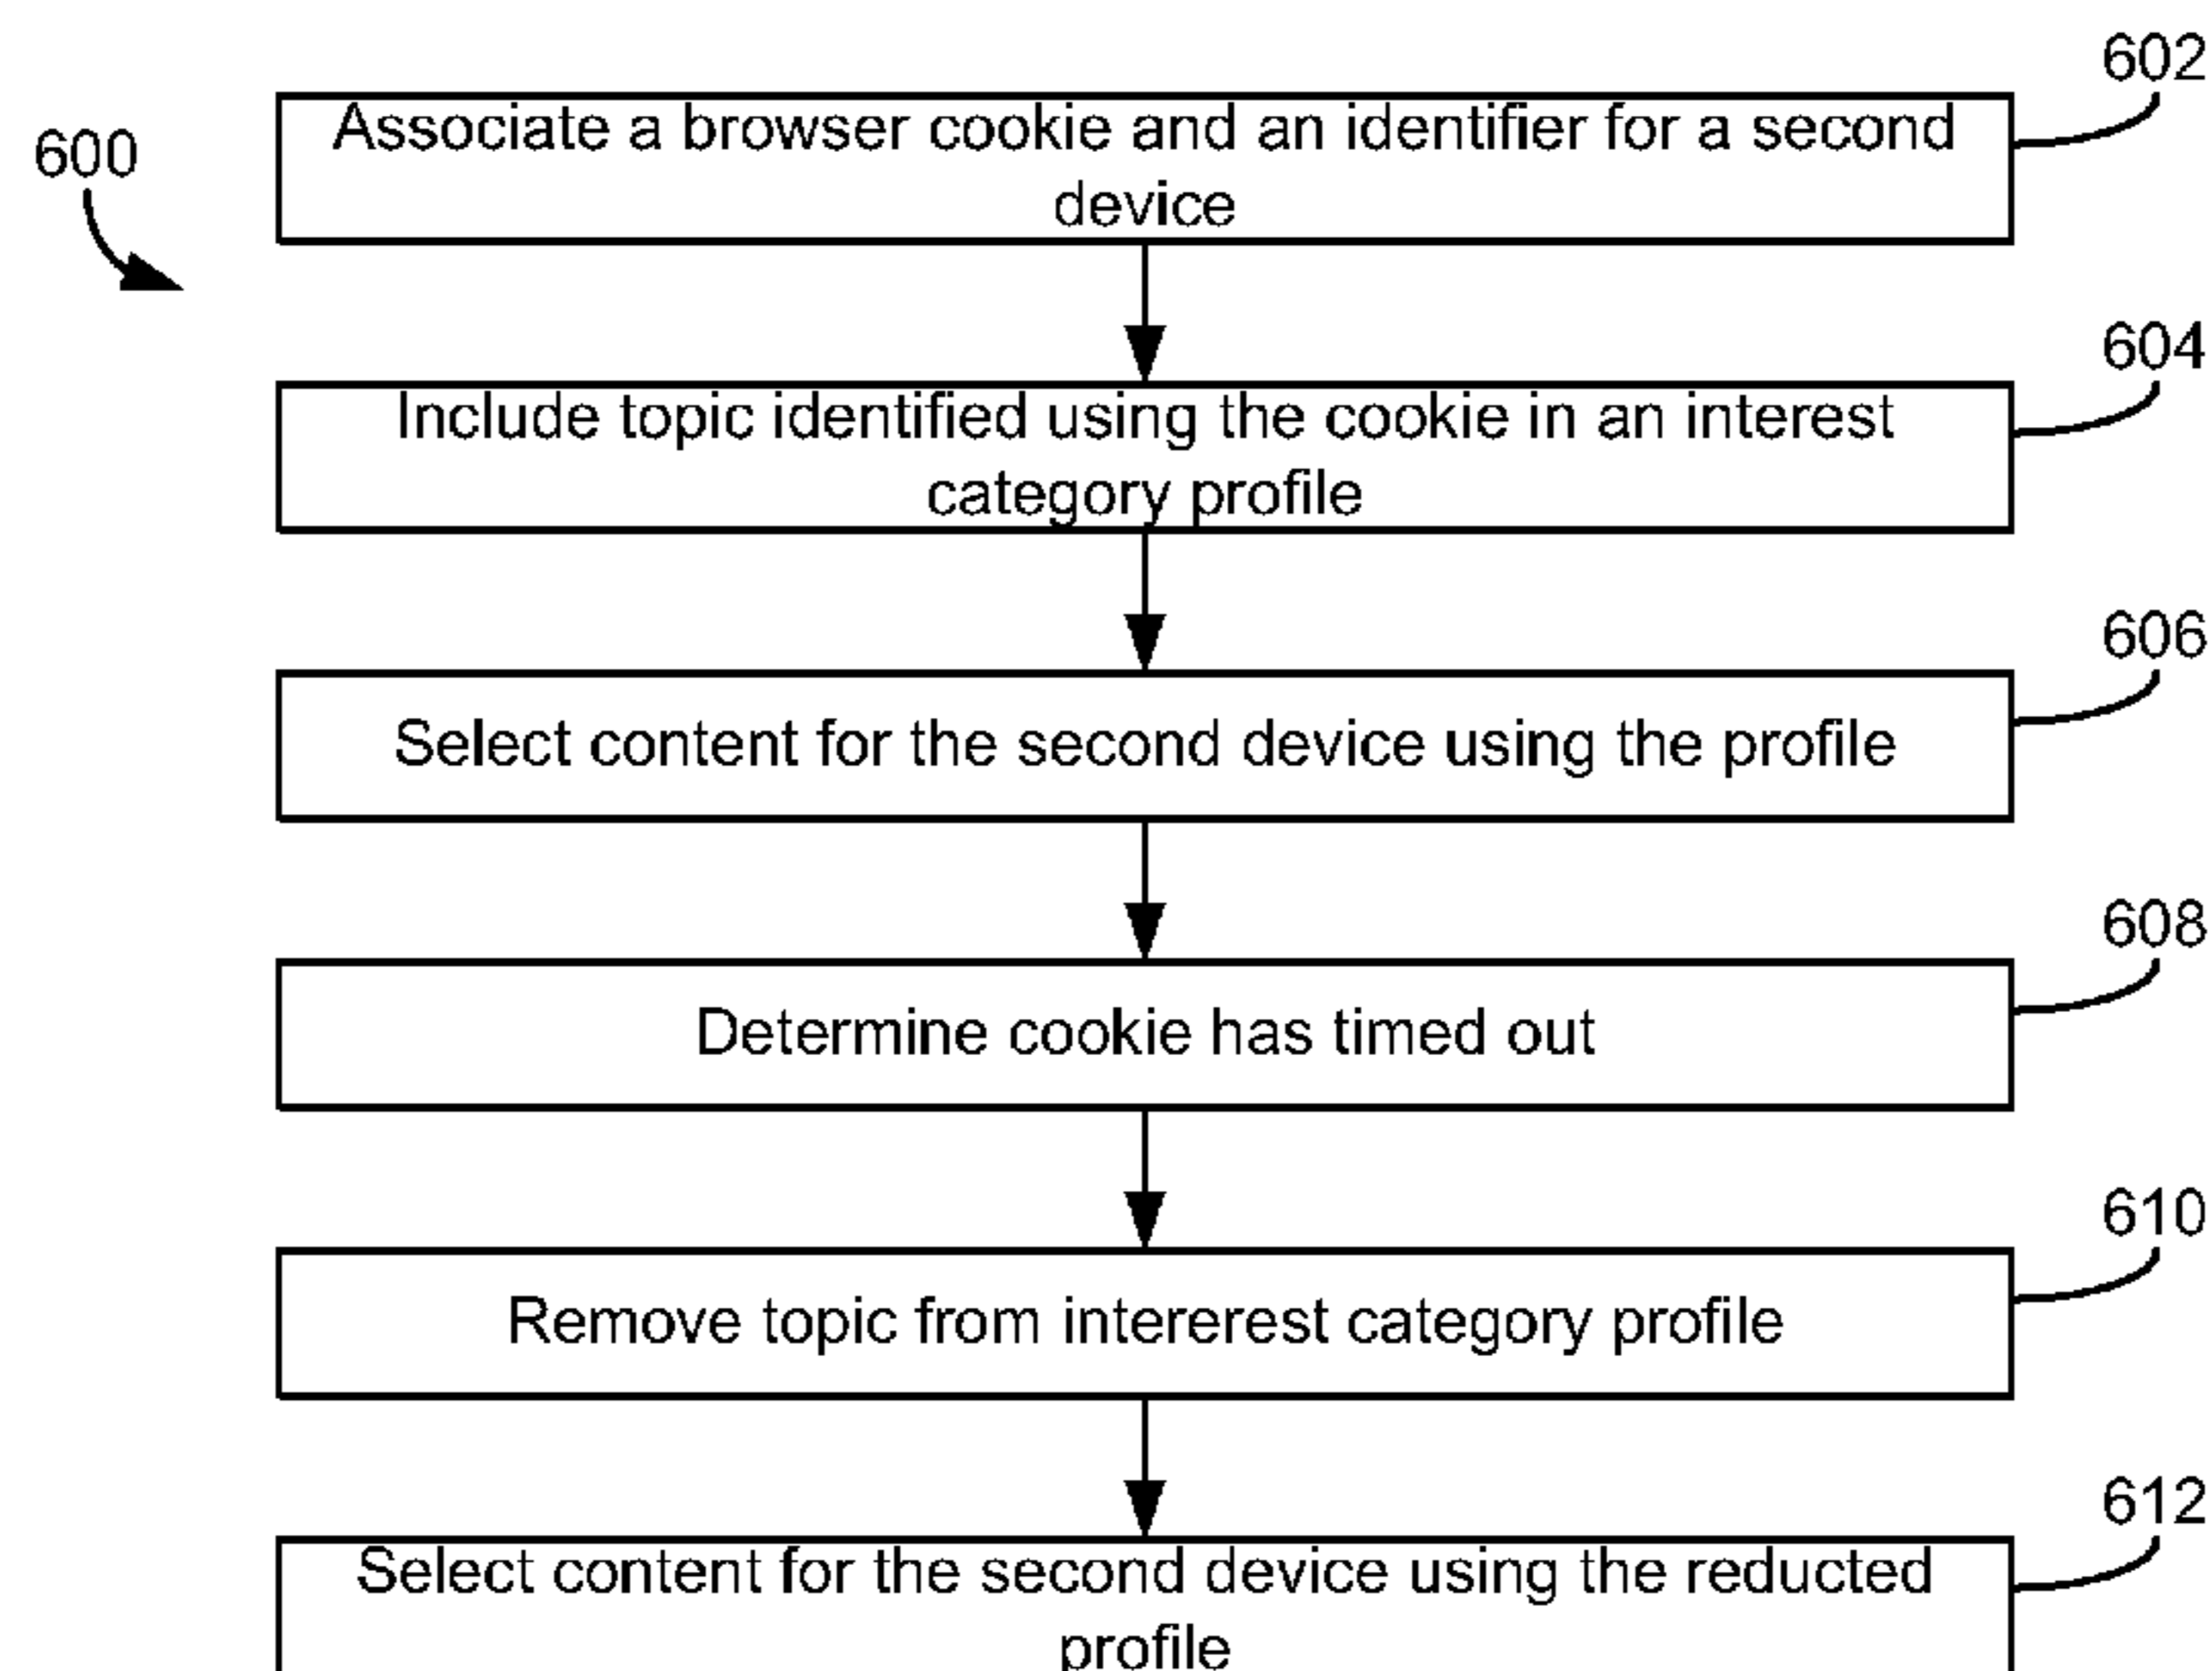 602
Associate a browser cookie and an identifier for a second
device
600
604
Include topic identified using the cookie in an interest
category profile
606
Select content for the second device using the profile
608
Determine cookie has timed out
610
Remove topic from intererest category profile
612
Select content for the second device using the reducted
profile